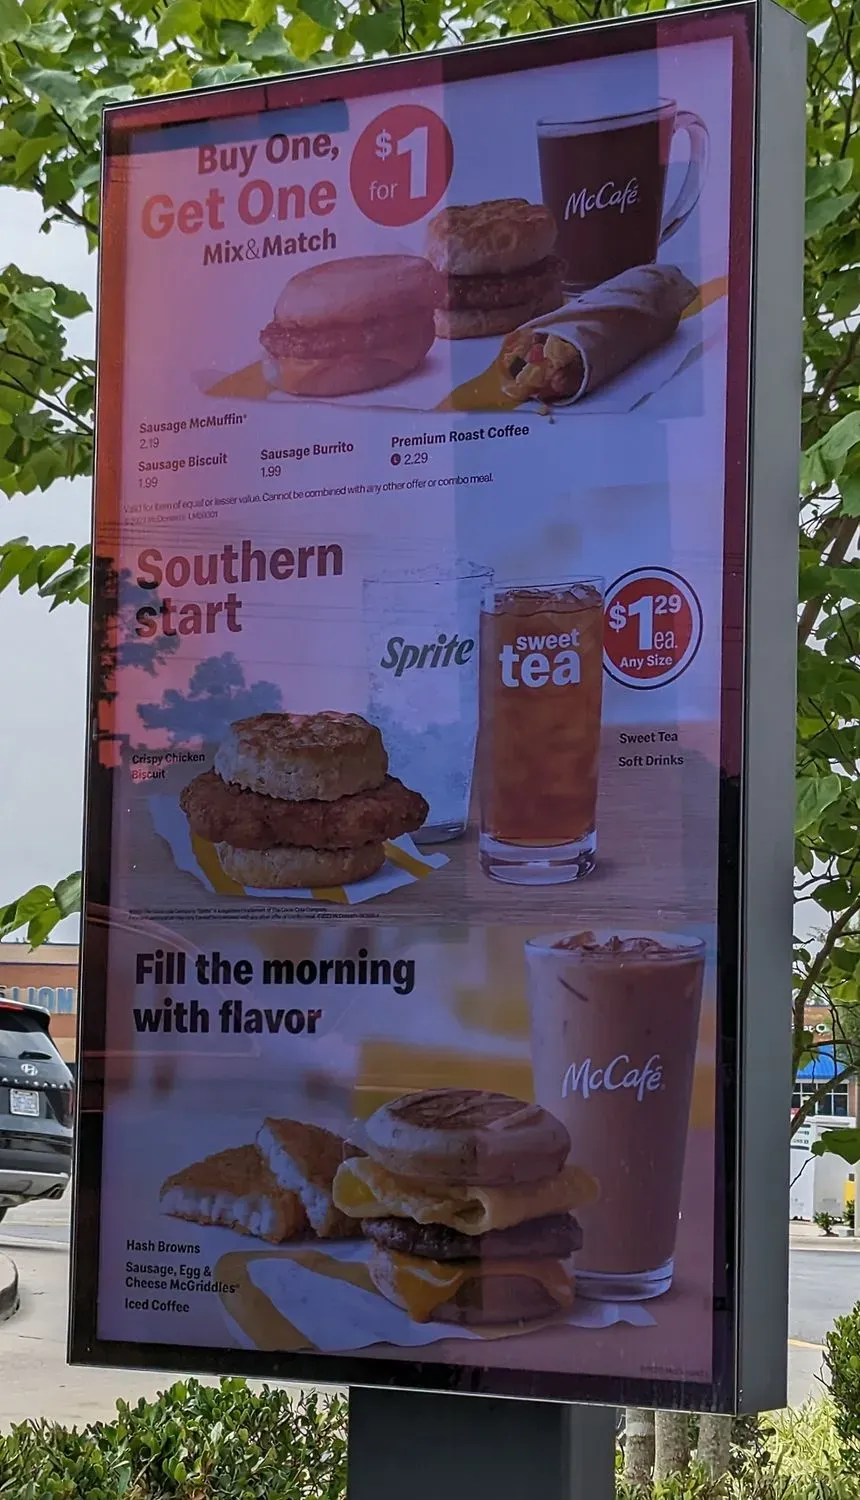 Buy One,
Get One
Mix&Match
$1
for
McCafé
Sausage McMuffin®
2.19
Sausage Biscuit
1.99
Sausage Burrito
1.99
Premium Roast Coffee
L 2.29
Valid for item of equal or lesser value. Cannot be combined with any other offer or combo meal.
Southern
start
Sprite
sweet
tea
$1 29
ea.
Any Size
Sweet Tea
Soft Drinks
Crispy Chicken
Biscuit
Fill the morning
with flavor
McCafé
Hash Browns
Sausage, Egg &
Cheese McGriddles®
Iced Coffee
LION